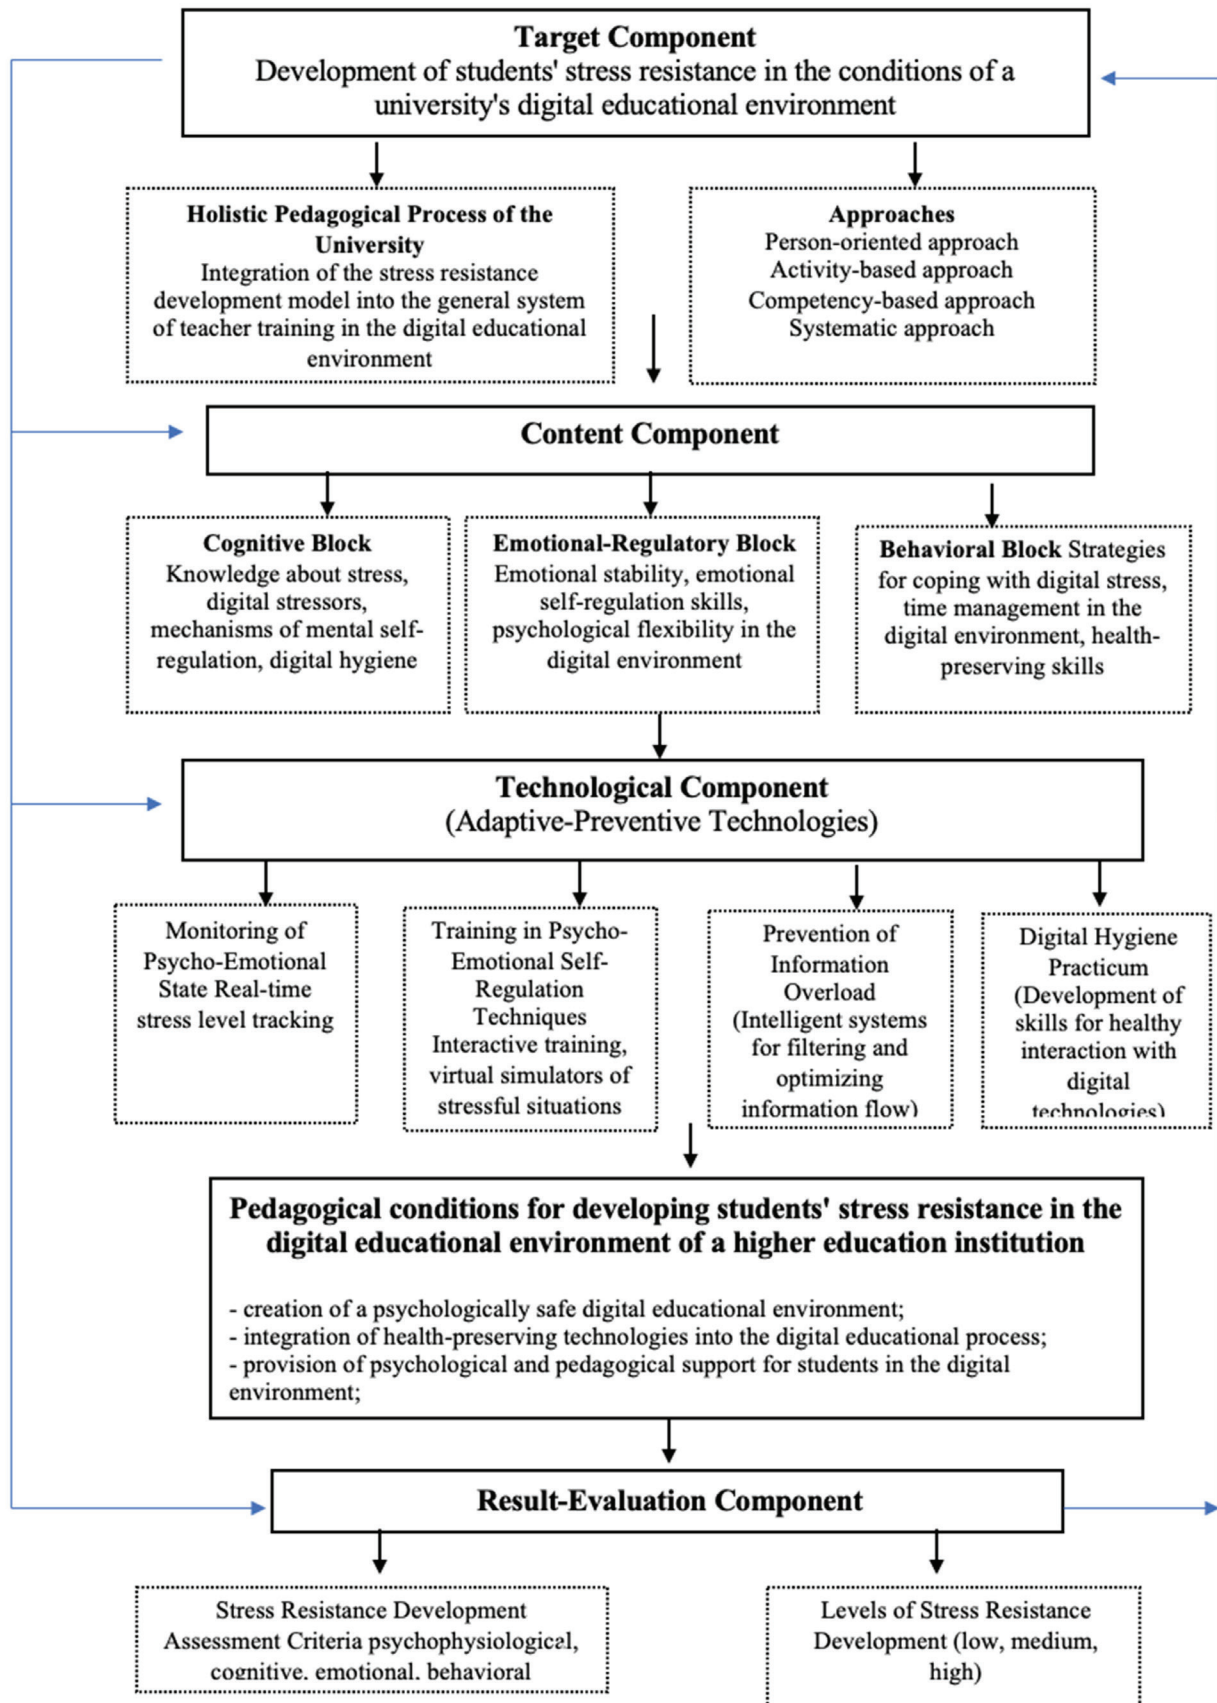 Target Component
Development of students' stress resistance in the conditions of a
university's digital educational environment
Holistic Pedagogical Process of the
University
Integration of the stress resistance
development model into the general system
of teacher training in the digital educational
environment
Approaches
Person-oriented approach
Activity-based approach
Competency-based approach
Systematic approach
Content Component
Cognitive Block
Knowledge about stress,
digital stressors,
mechanisms of mental self-
regulation, digital hygiene
Emotional-Regulatory Block
Emotional stability, emotional
self-regulation skills,
psychological flexibility in the
digital environment
Behavioral Block Strategies
for coping with digital stress,
time management in the
digital environment, health-
preserving skills
Technological Component
(Adaptive-Preventive Technologies)
Monitoring of
Psycho-Emotional
State Real-time
stress level tracking
Training in Psycho-
Emotional Self-
Regulation
Techniques
Interactive training,
virtual simulators of
stressful situations
Prevention of
Information
Overload
(Intelligent systems
for filtering and
optimizing
information flow)
Digital Hygiene
Practicum
(Development of
skills for healthy
interaction with
digital
technologies)
Pedagogical conditions for developing students' stress resistance in the
digital educational environment of a higher education institution
- creation of a psychologically safe digital educational environment;
- integration of health-preserving technologies into the digital educational process;
- provision of psychological and pedagogical support for students in the digital
environment;
Result-Evaluation Component
Stress Resistance Development
Assessment Criteria psychophysiological,
cognitive, emotional, behavioral
Levels of Stress Resistance
Development (low, medium,
high)